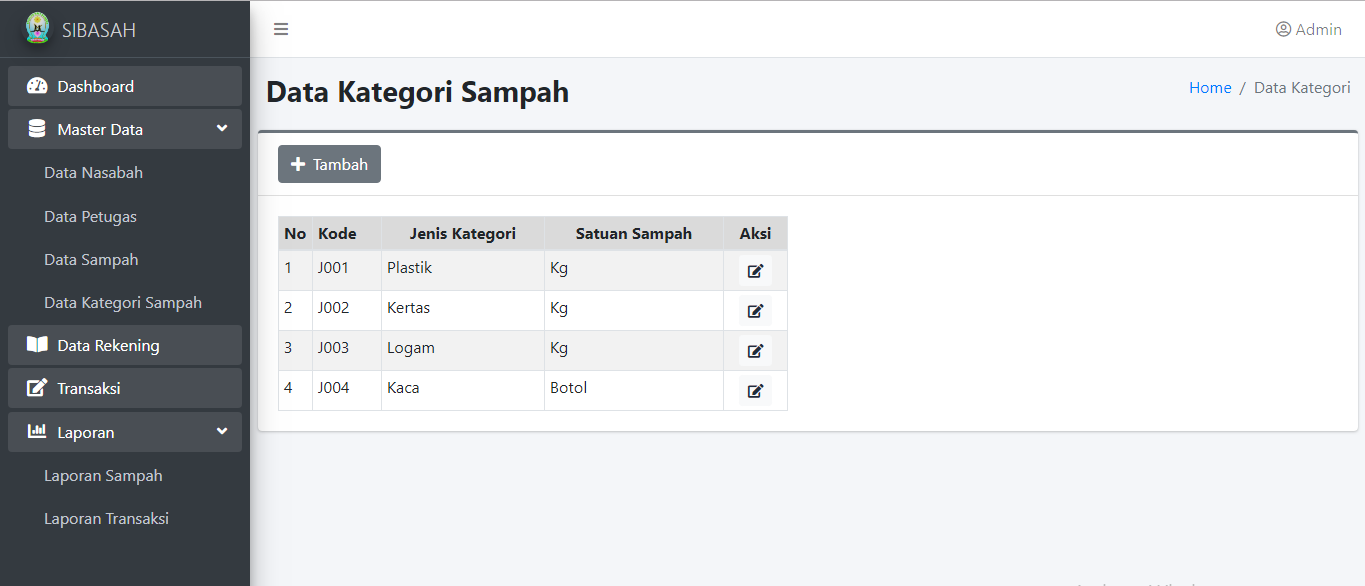 SIBASAH
Admin
Dashboard
Master Data
Data Nasabah
Data Petugas
Data Sampah
Data Kategori Sampah
Data Rekening
Transaksi
Laporan
Laporan Sampah
Laporan Transaksi
Data Kategori Sampah
Home / Data Kategori
Tambah
No Kode Jenis Kategori Satuan Sampah Aksi
1 J001 Plastik Kg
2 J002 Kertas Kg
3 J003 Logam Kg
4 J004 Kaca Botol